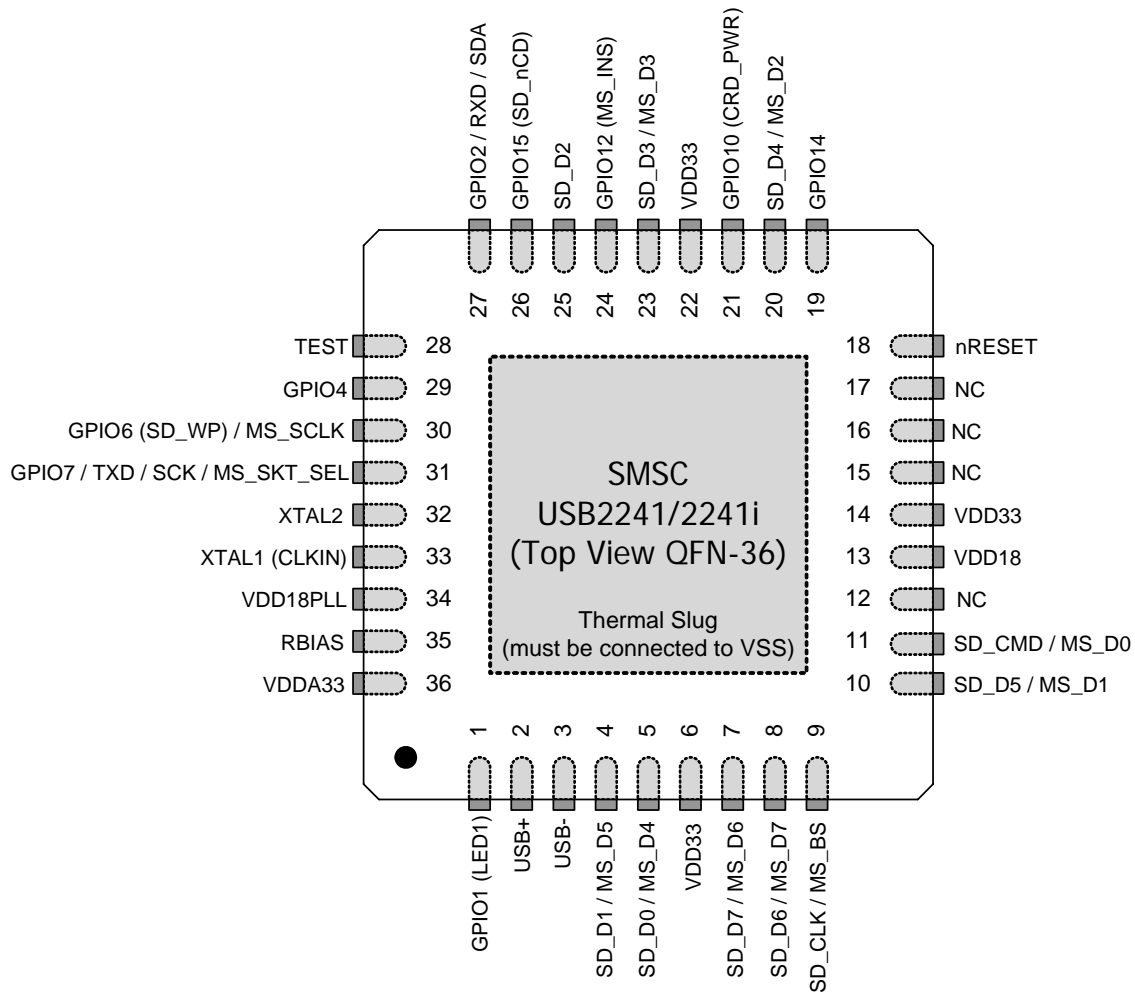 GPIO2 / RXD / SDA
GPIO15 (SD_nCD)
SD_D2
GPIO12 (MS_INS)
SD_D3 / MS_D3
VDD33
GPIO10 (CRD_PWR)
SD_D4 / MS_D2
GPIO14
27
26
25
24
23
22
21
20
19
TEST 28
GPIO4 29
GPIO6 (SD_WP) / MS_SCLK 30
GPIO7 / TXD / SCK / MS_SKT_SEL 31
XTAL2 32
XTAL1 (CLKIN) 33
VDD18PLL 34
RBIAS 35
VDDA33 36
SMSC
USB2241/2241i
(Top View QFN-36)
Thermal Slug
(must be connected to VSS)
18 nRESET
17 NC
16 NC
15 NC
14 VDD33
13 VDD18
12 NC
11 SD_CMD / MS_D0
10 SD_D5 / MS_D1
1
2
3
4
5
6
7
8
9
GPIO1 (LED1)
USB+
USB-
SD_D1 / MS_D5
SD_D0 / MS_D4
VDD33
SD_D7 / MS_D6
SD_D6 / MS_D7
SD_CLK / MS_BS